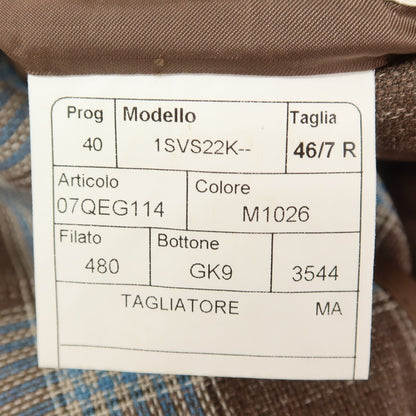 Prog Modello Taglia
40 1SVS22K-- 46/7 R
Articolo Colore
07QEG114 M1026
Filato Bottone
480 GK9 3544
TAGLIATORE MA